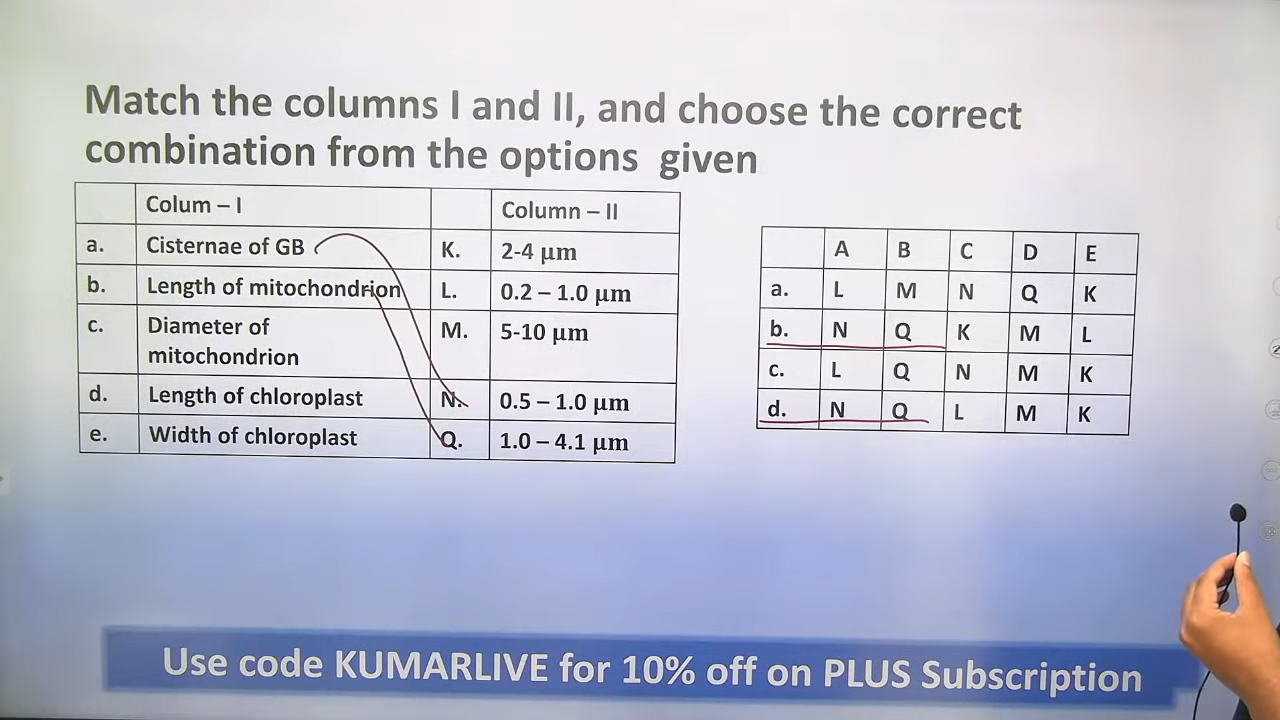 Match the columns I and II, and choose the correct
combination from the options given
Colum – I Column – II
a. Cisternae of GB K. 2-4 μm
b. Length of mitochondrion L. 0.2 – 1.0 μm
c. Diameter of M. 5-10 μm
mitochondrion
d. Length of chloroplast N. 0.5 – 1.0 μm
e. Width of chloroplast Q. 1.0 – 4.1 μm
A B C D E
a. L M N Q K
b. N Q K M L
c. L Q N M K
d. N Q L M K
Use code KUMARLIVE for 10% off on PLUS Subscription